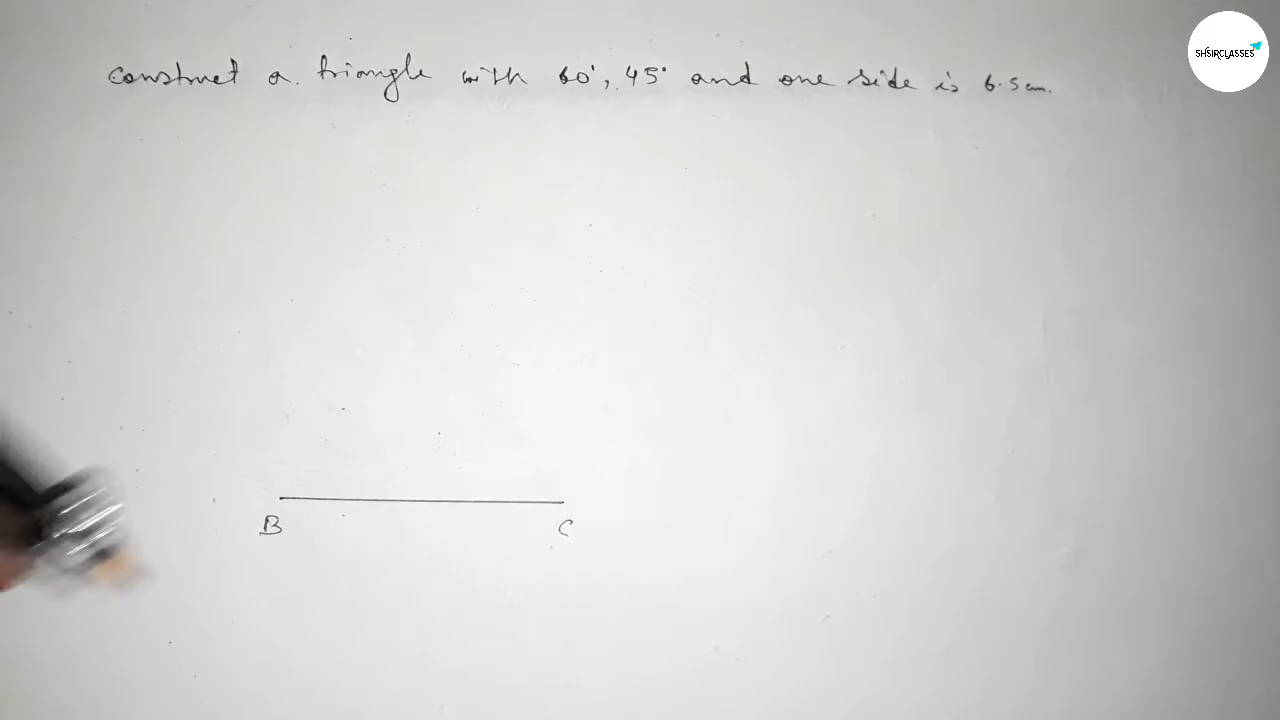 construct a triangle with 60°, 45° and one side is 6.5 cm.
SHSIRCLASSES
B C